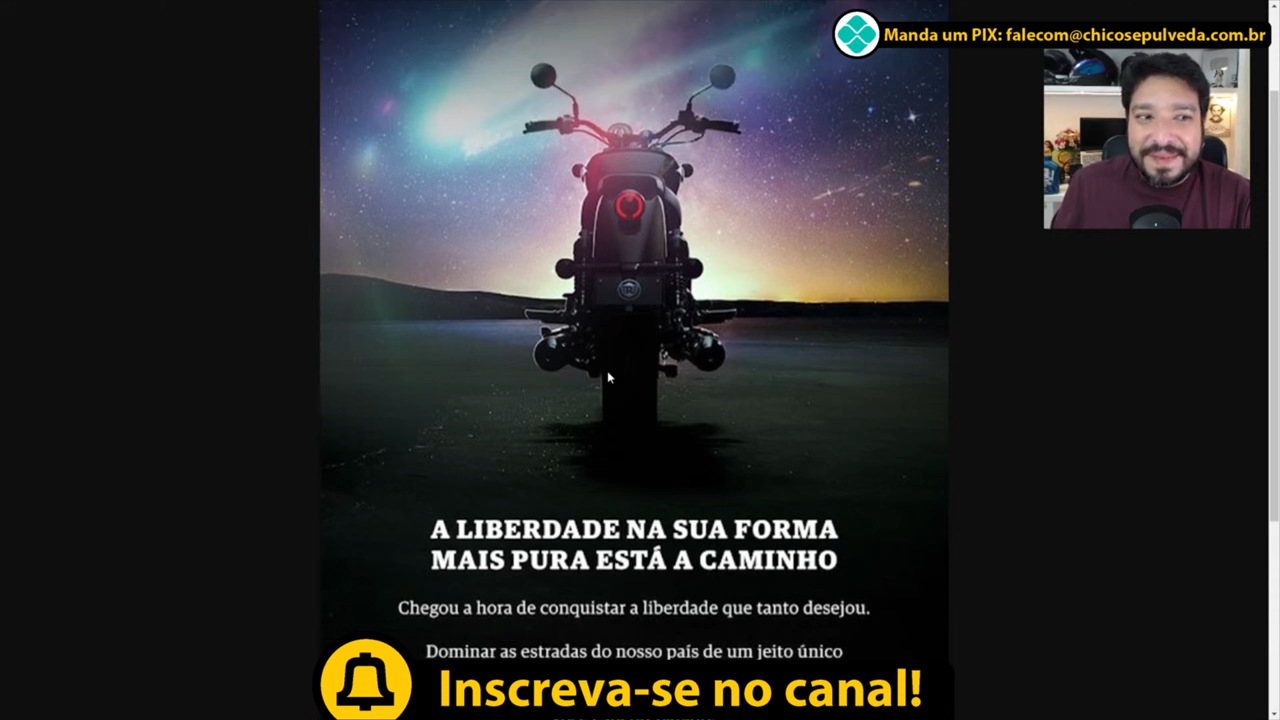 Manda um PIX: falecom@chicosepulveda.com.br
A LIBERDADE NA SUA FORMA
MAIS PURA ESTÁ A CAMINHO
Chegou a hora de conquistar a liberdade que tanto desejou.
Dominar as estradas do nosso país de um jeito único
Inscreva-se no canal!